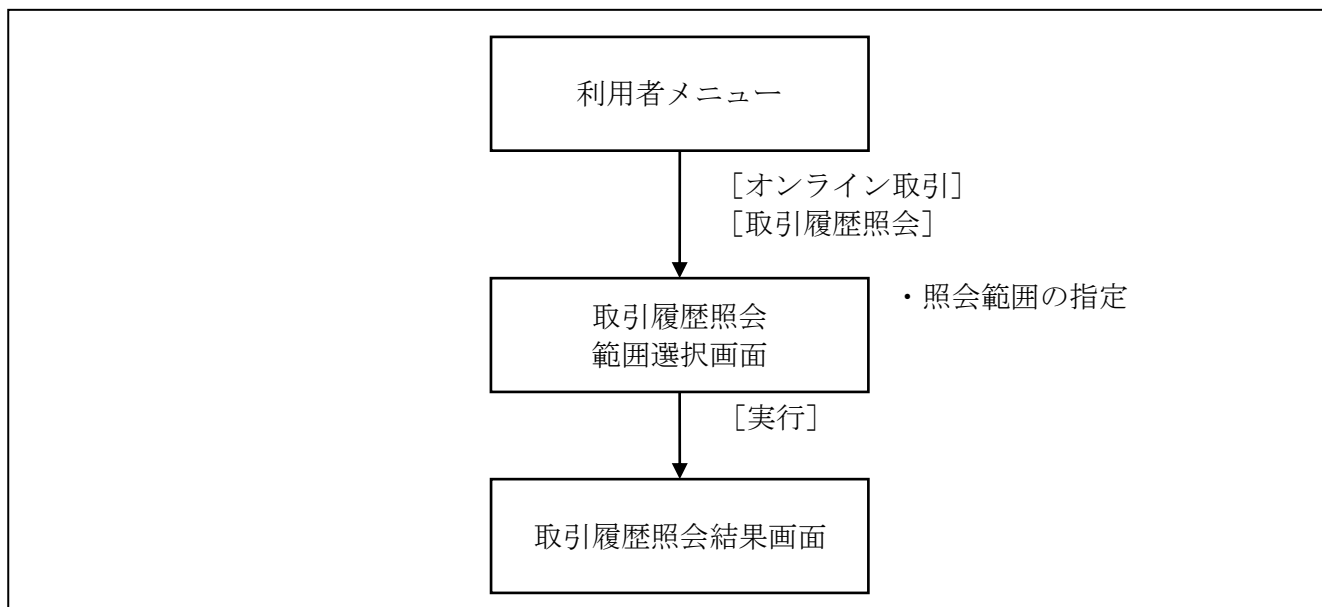 利用者メニュー
［オンライン取引］
［取引履歴照会］
取引履歴照会
範囲選択画面
・照会範囲の指定
［実行］
取引履歴照会結果画面